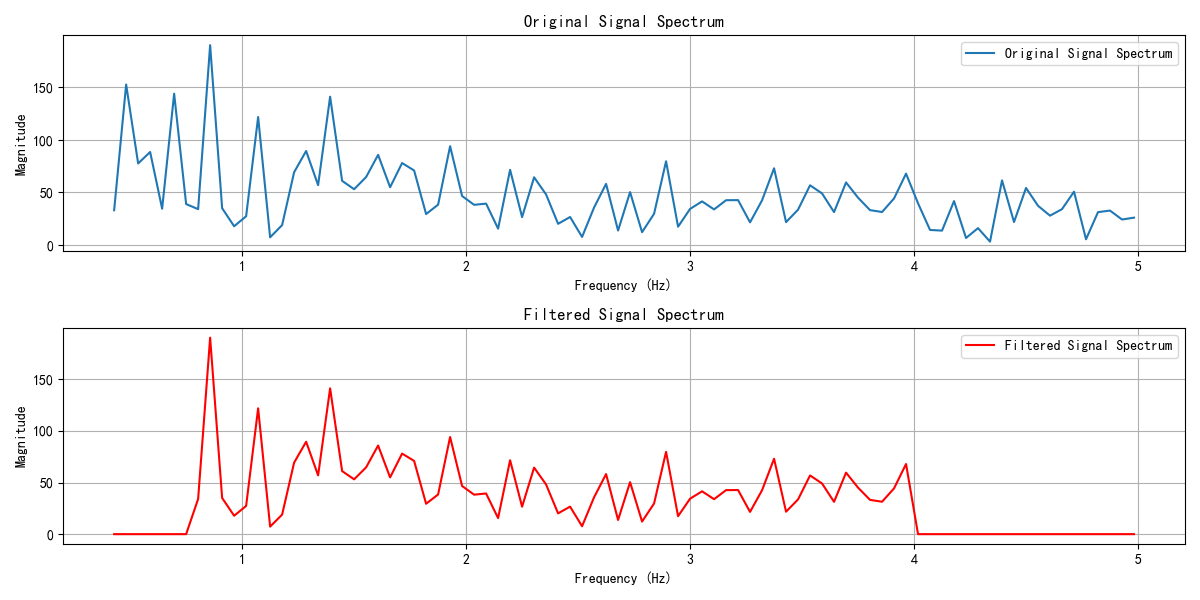 Original Signal Spectrum
Original Signal Spectrum
Magnitude
150
100
50
0
1
2
3
4
5
Frequency (Hz)
Filtered Signal Spectrum
Filtered Signal Spectrum
Magnitude
150
100
50
0
1
2
3
4
5
Frequency (Hz)